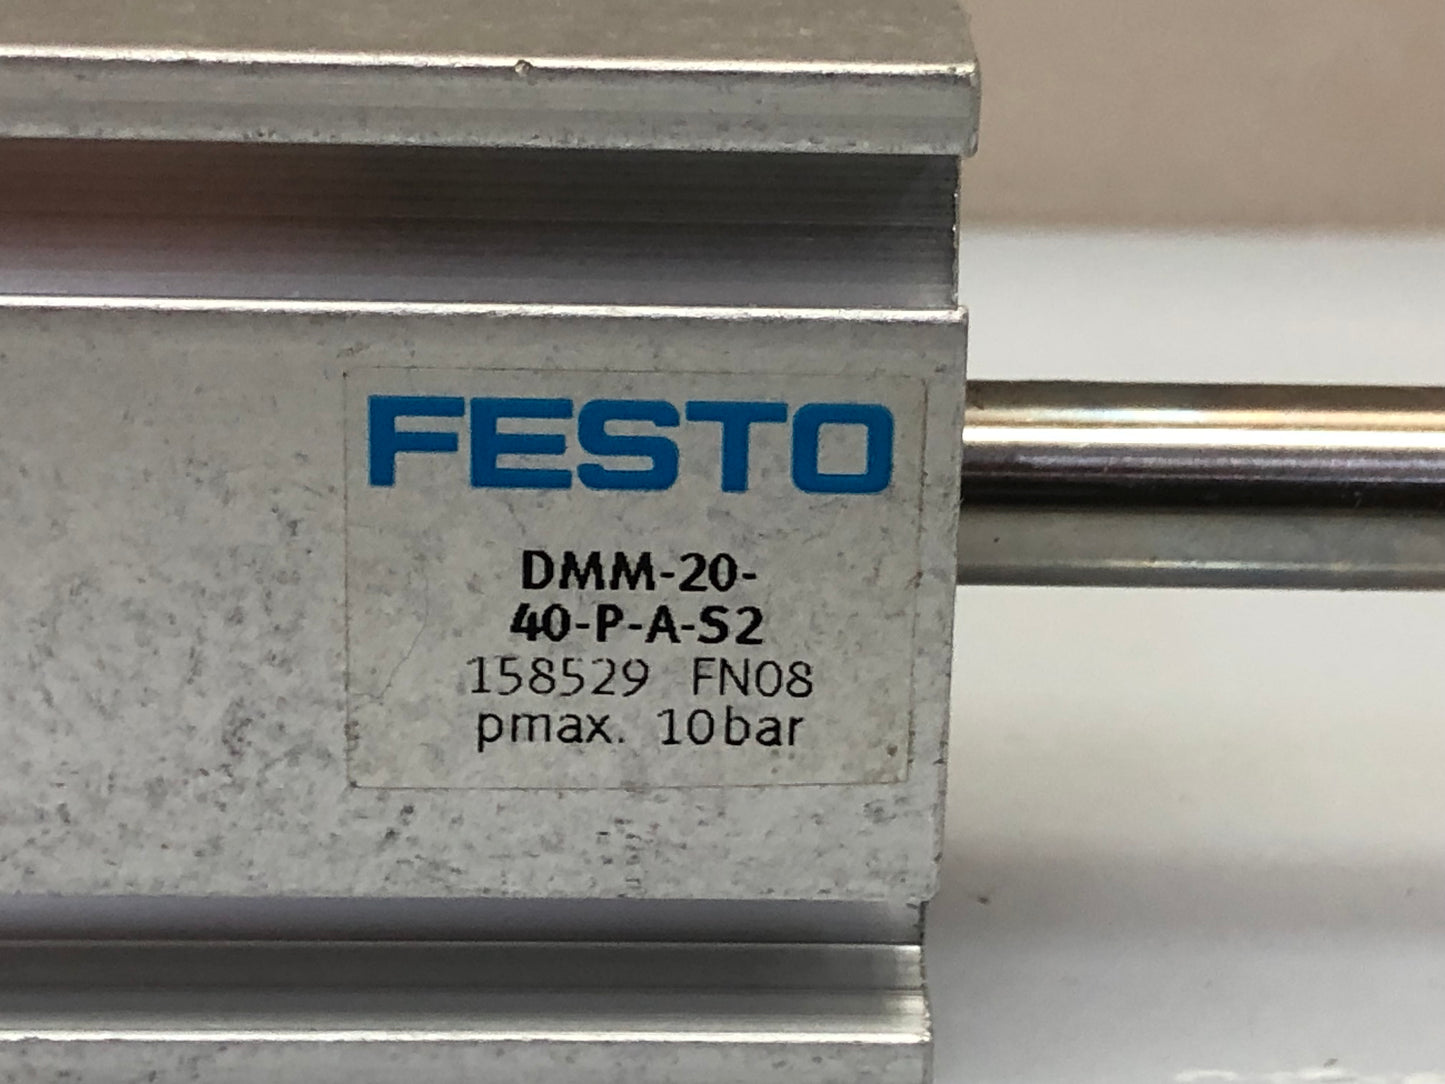 FESTO
DMM-20-
40-P-A-S2
158529 FN08
pmax. 10bar